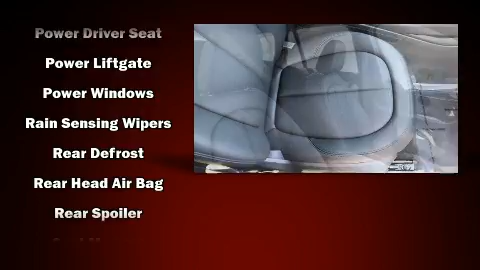 Power Driver Seat
Power Liftgate
Power Windows
Rain Sensing Wipers
Rear Defrost
Rear Head Air Bag
Rear Spoiler